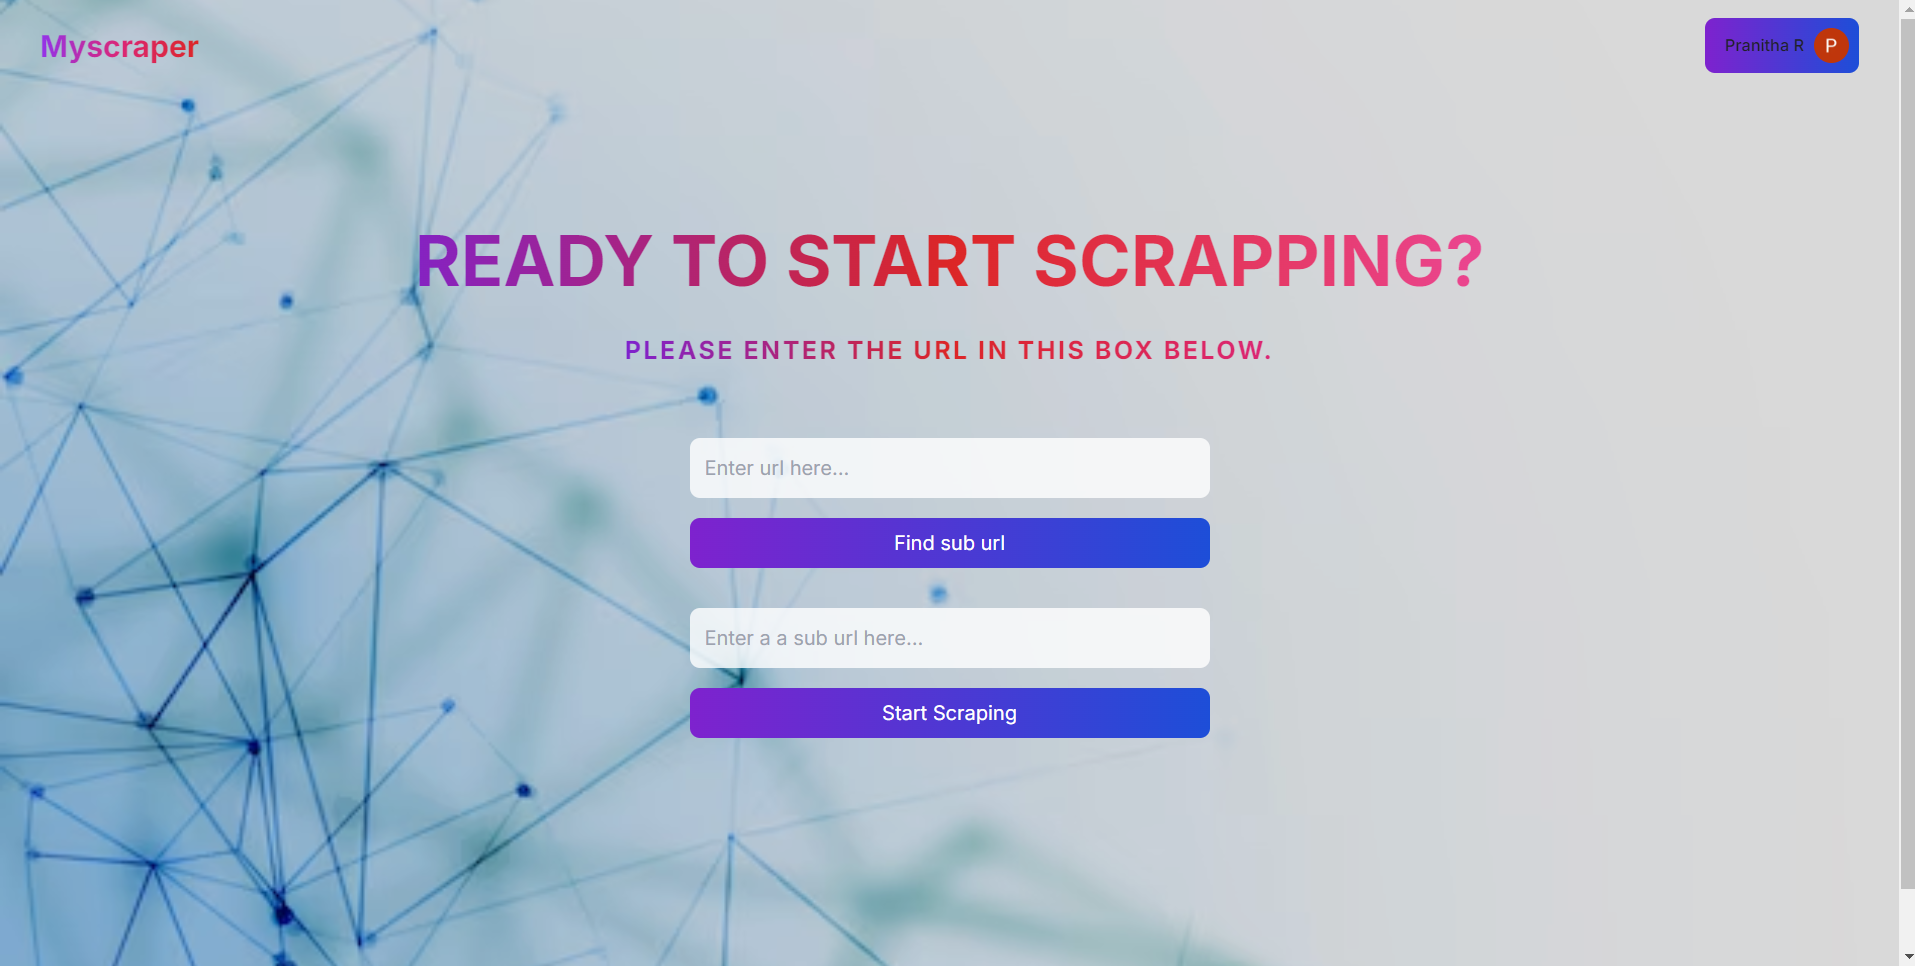 Myscraper
Pranitha R P
READY TO START SCRAPPING?
PLEASE ENTER THE URL IN THIS BOX BELOW.
Enter url here...
Find sub url
Enter a a sub url here...
Start Scraping